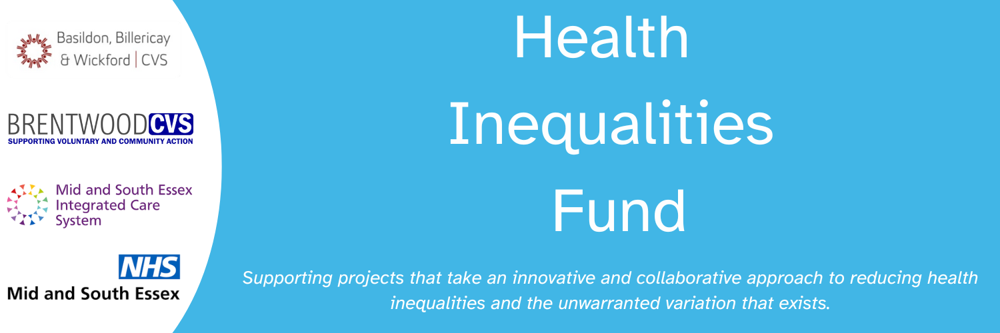 Basildon, Billericay
& Wickford | CVS
BRENTWOODCVS
SUPPORTING VOLUNTARY AND COMMUNITY ACTION
Mid and South Essex
Integrated Care
System
NHS
Mid and South Essex
Health
Inequalities
Fund
Supporting projects that take an innovative and collaborative approach to reducing health
inequalities and the unwarranted variation that exists.